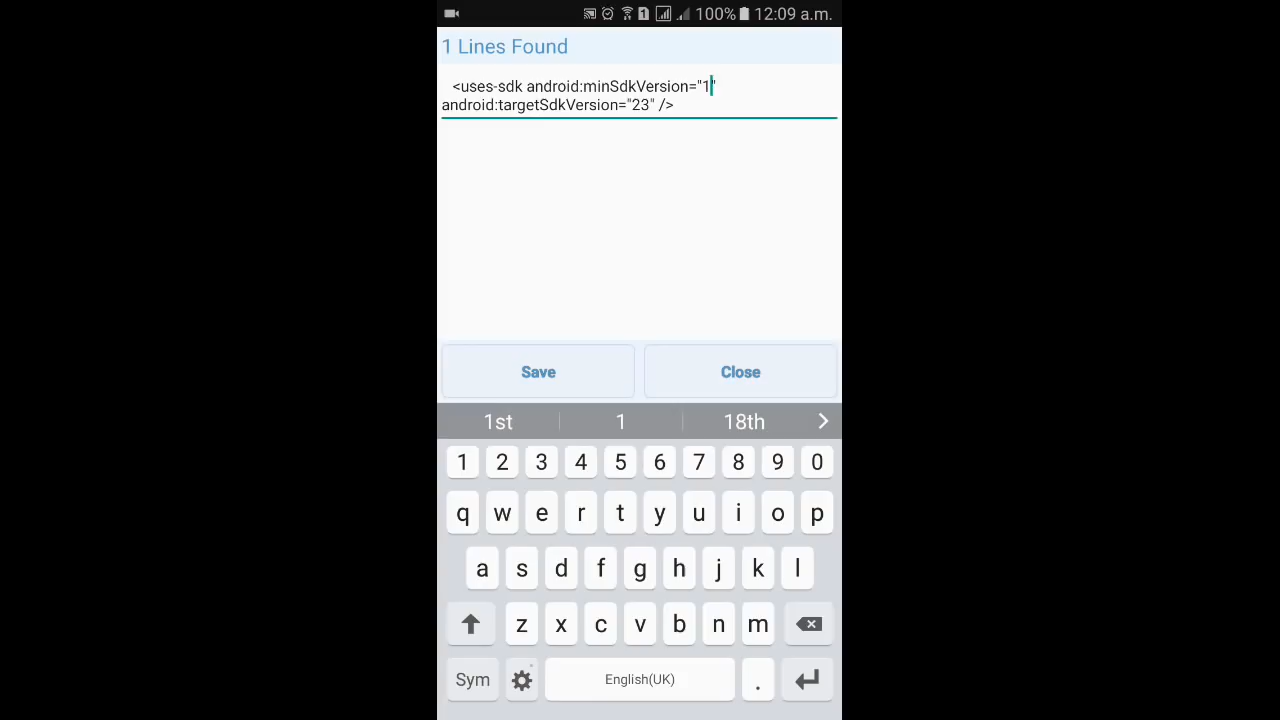 100% 12:09 a.m.
1 Lines Found
<uses-sdk android:minSdkVersion="1"
android:targetSdkVersion="23" />
Save Close
1st 1 18th
1 2 3 4 5 6 7 8 9 0
q w e r t y u i o p
a s d f g h j k l
z x c v b n m
Sym English(UK) .